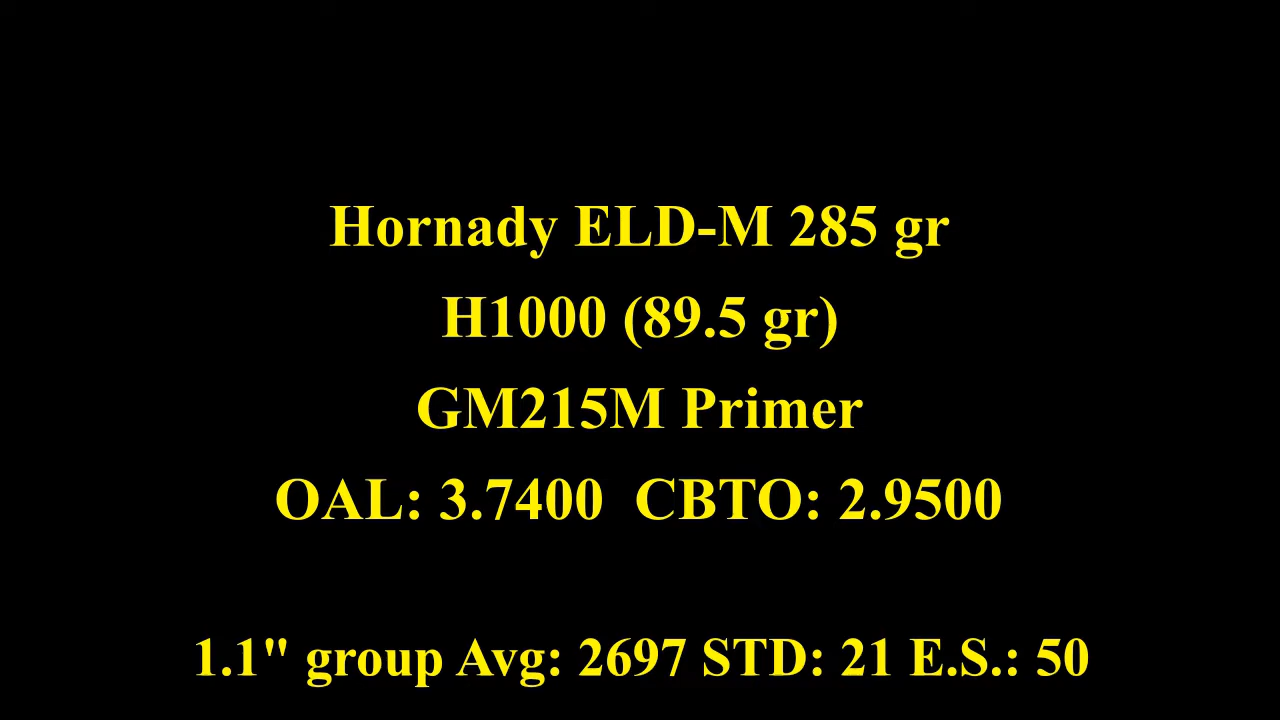 Hornady ELD-M 285 gr
H1000 (89.5 gr)
GM215M Primer
OAL: 3.7400  CBTO: 2.9500
1.1" group Avg: 2697 STD: 21 E.S.: 50